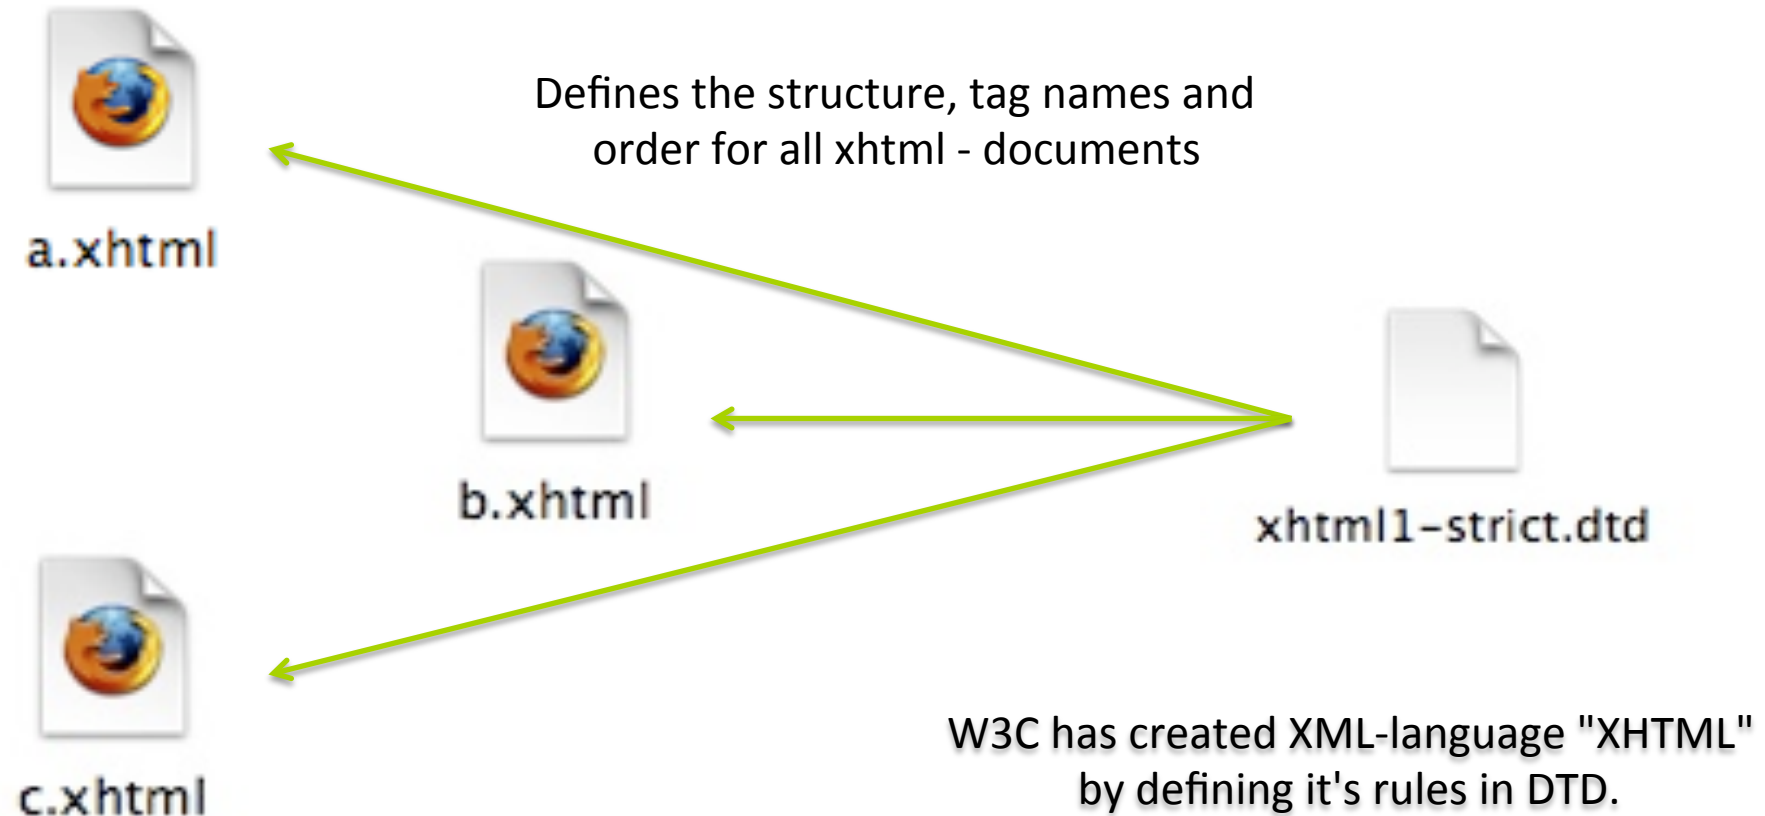 Defines the structure, tag names and
order for all xhtml - documents
a.xhtml
b.xhtml
xhtml1-strict.dtd
c.xhtml
W3C has created XML-language "XHTML"
by defining it's rules in DTD.